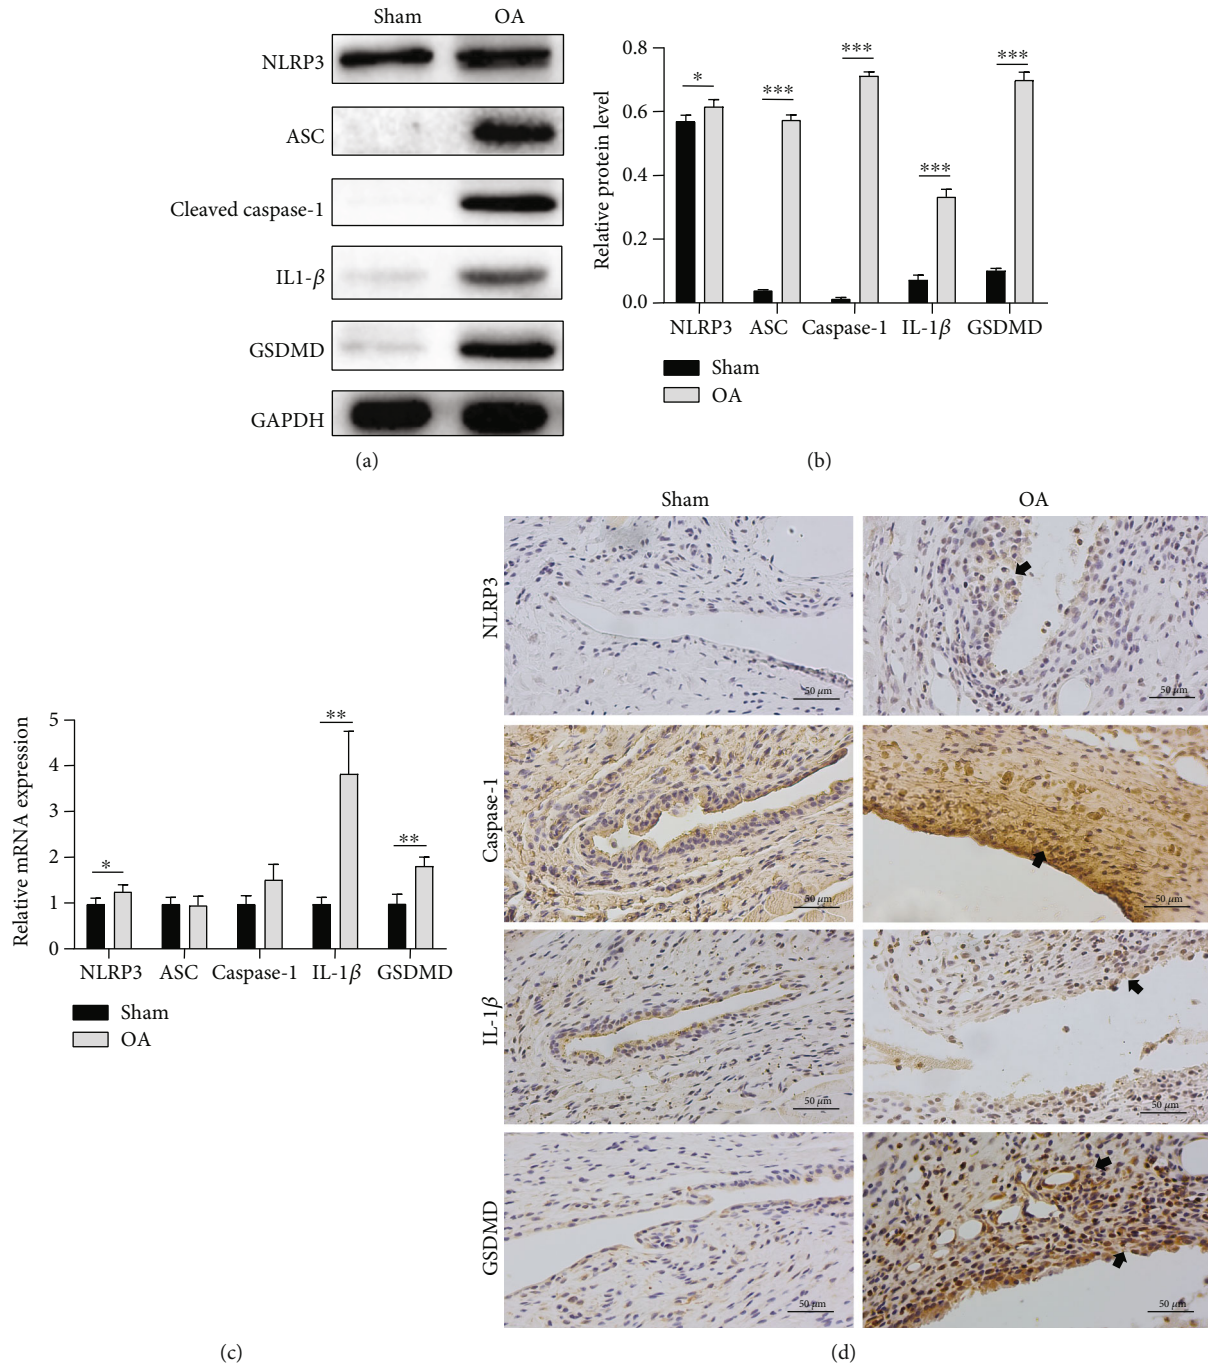 Sham OA
NLRP3
ASC
Cleaved caspase-1
IL1-β
GSDMD
GAPDH
(a)
Relative protein level
0.8
0.6
0.4
0.2
0.0
* *** *** *** ***
NLRP3 ASC Caspase-1 IL-1β GSDMD
Sham
OA
(b)
Relative mRNA expression
5
4
3
2
1
0
* ** **
NLRP3 ASC Caspase-1 IL-1β GSDMD
Sham
OA
(c)
Sham OA
NLRP3
50 μm 50 μm
Caspase-1
50 μm 50 μm
IL-1β
50 μm 50 μm
GSDMD
50 μm 50 μm
(d)